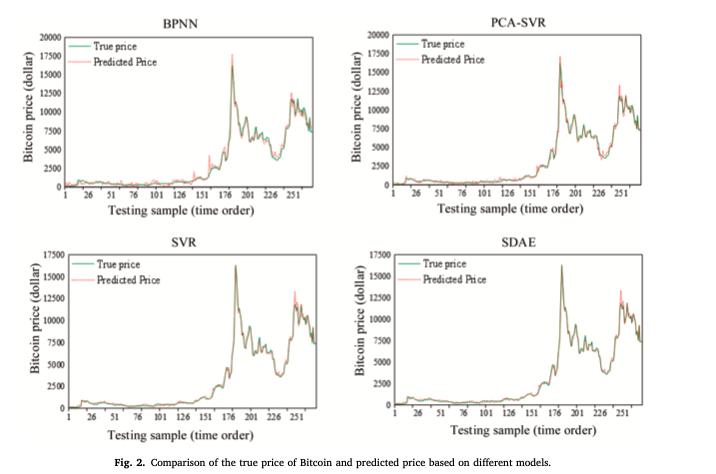 BPNN
Bitcoin price (dollar)
20000
17500
15000
12500
10000
7500
5000
2500
0
True price
Predicted Price
1 26 51 76 101 126 151 176 201 226 251
Testing sample (time order)
PCA-SVR
Bitcoin price (dollar)
20000
17500
15000
12500
10000
7500
5000
2500
0
True price
Predicted Price
1 26 51 76 101 126 151 176 201 226 251
Testing sample (time order)
SVR
Bitcoin price (dollar)
17500
15000
12500
10000
7500
5000
2500
0
True price
Predicted Price
1 26 51 76 101 126 151 176 201 226 251
Testing sample (time order)
SDAE
Bitcoin price (dollar)
17500
15000
12500
10000
7500
5000
2500
0
True price
Predicted Price
1 26 51 76 101 126 151 176 201 226 251
Testing sample (time order)
Fig. 2. Comparison of the true price of Bitcoin and predicted price based on different models.